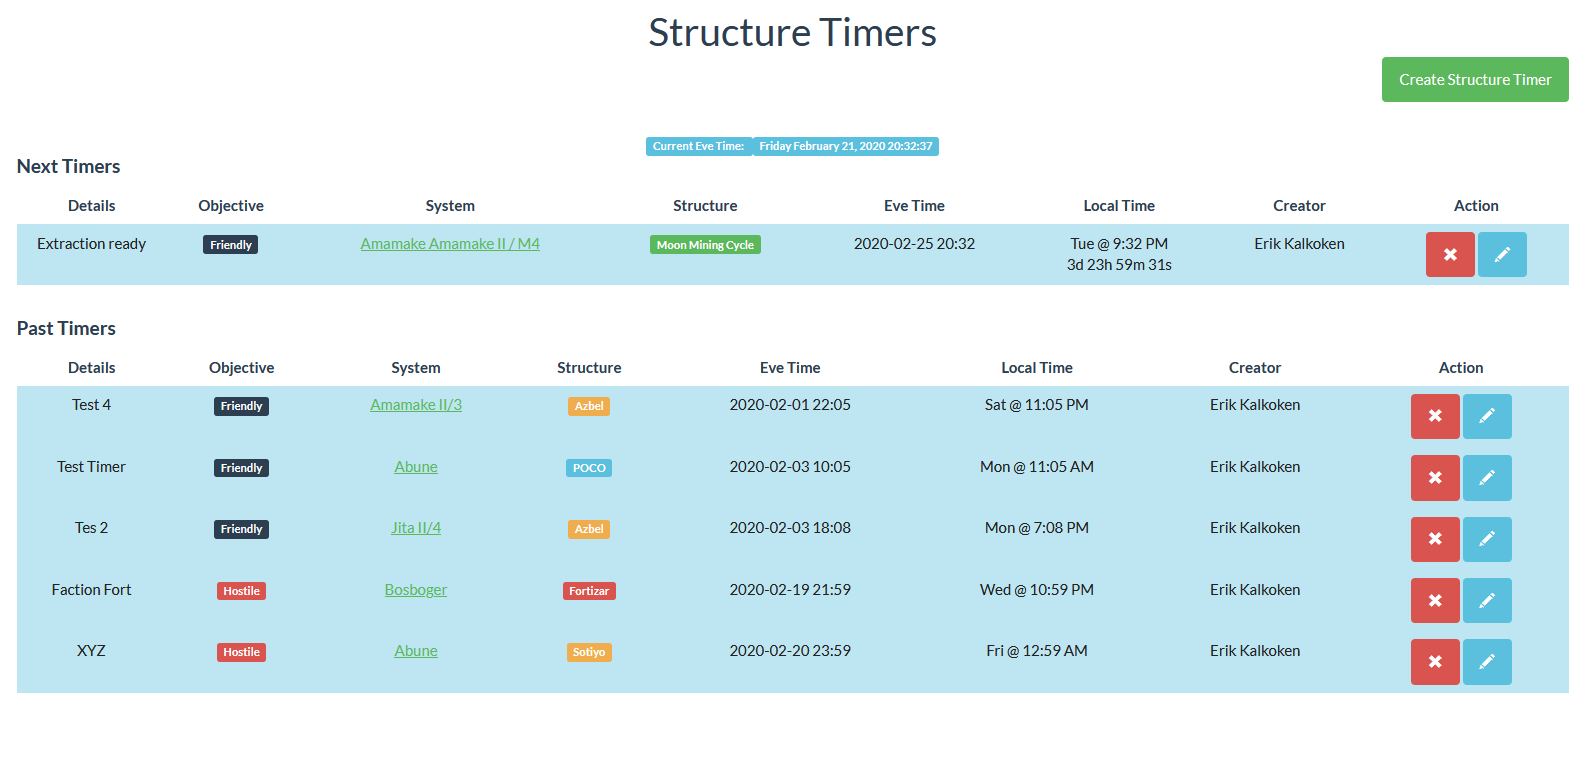 Structure Timers
Create Structure Timer
Current Eve Time: Friday February 21, 2020 20:32:37
Next Timers
Details Objective System Structure Eve Time Local Time Creator Action
Extraction ready Friendly Amamake Amamake II / M4 Moon Mining Cycle 2020-02-25 20:32 Tue @ 9:32 PM Erik Kalkoken
3d 23h 59m 31s
Past Timers
Details Objective System Structure Eve Time Local Time Creator Action
Test 4 Friendly Amamake II/3 Azbel 2020-02-01 22:05 Sat @ 11:05 PM Erik Kalkoken
Test Timer Friendly Abune POCO 2020-02-03 10:05 Mon @ 11:05 AM Erik Kalkoken
Tes 2 Friendly Jita II/4 Azbel 2020-02-03 18:08 Mon @ 7:08 PM Erik Kalkoken
Faction Fort Hostile Bosboger Fortizar 2020-02-19 21:59 Wed @ 10:59 PM Erik Kalkoken
XYZ Hostile Abune Sotiyo 2020-02-20 23:59 Fri @ 12:59 AM Erik Kalkoken